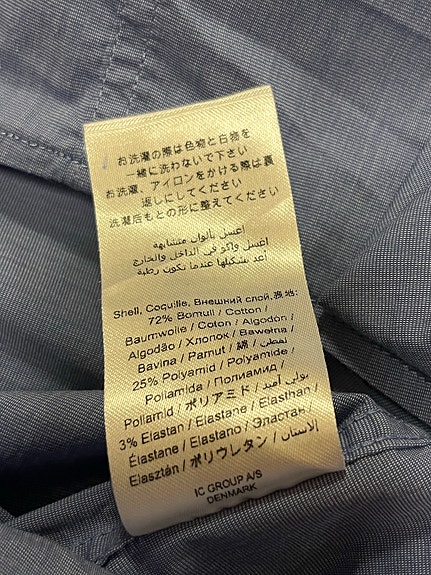 お洗濯の際は色物と白物を
一緒に洗わないで下さい
お洗濯、アイロンをかける際は裏
返しにしてください
洗濯后もとの形に整えてください
اغسل بألوان متشابهة
اغسل واكو في الداخل والخارج
أعد بشكلها عندما تكون رطبة
Shell, Coquille, Внешний слой,表地:
72% Bomuld / Cotton /
Baumwolle / Coton / Algodón /
Algodão / Хлопок / Bawełna /
Bavlna / Pamut / 綿 / لقطن /
25% Polyamid / Polyamide /
Poliamida / Полиамид /
Poliamid / ポリアミド / بولي أميد /
3% Elastan / Elastane / Elasthan /
Élastane / Elastano / Эластан /
Elasztán / ポリウレタン / الإلاستان /
IC GROUP A/S
DENMARK